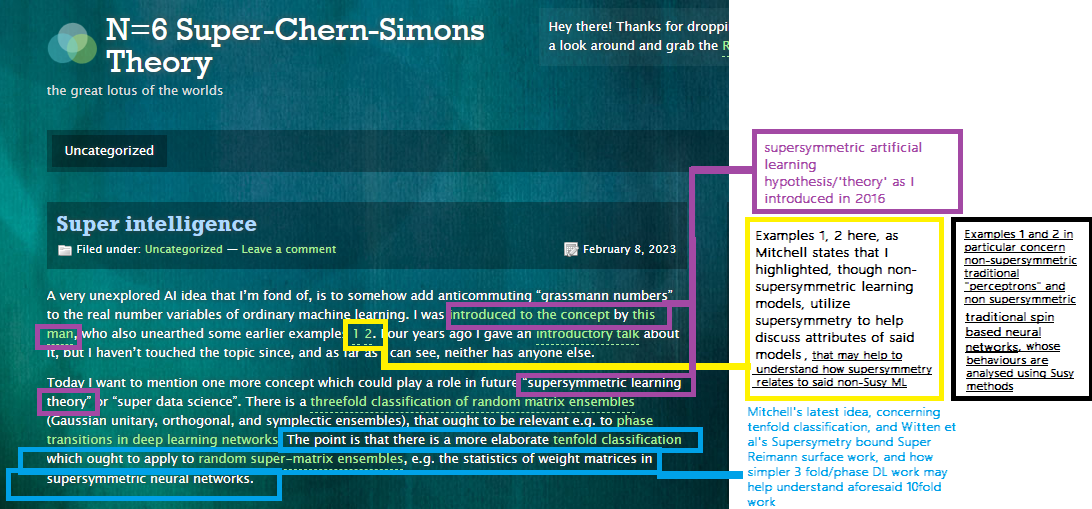 N=6 Super-Chern-Simons
Theory
the great lotus of the worlds
Hey there! Thanks for droppi
a look around and grab the R
Uncategorized
Super intelligence
Filed under: Uncategorized — Leave a comment
February 8, 2023
A very unexplored AI idea that I'm fond of, is to somehow add anticommuting "grassmann numbers"
to the real number variables of ordinary machine learning. I was introduced to the concept by this
man, who also unearthed some earlier example 1 2. Four years ago I gave an introductory talk about
it, but I haven't touched the topic since, and as far as I can see, neither has anyone else.
Today I want to mention one more concept which could play a role in future "supersymmetric learning
theory" or "super data science". There is a threefold classification of random matrix ensembles
(Gaussian unitary, orthogonal, and symplectic ensembles), that ought to be relevant e.g. to phase
transitions in deep learning networks. The point is that there is a more elaborate tenfold classification
which ought to apply to random super-matrix ensembles, e.g. the statistics of weight matrices in
supersymmetric neural networks.
supersymmetric artificial
learning
hypothesis/'theory' as I
introduced in 2016
Examples 1, 2 here, as
Mitchell states that I
highlighted, though non-
supersymmetric learning
models, utilize
supersymmetry to help
discuss attributes of said
models, that may help to
understand how supersymmetry
relates to said non-Susy ML
Examples 1 and 2 in
particular concern
non-supersymmetric
traditional
"perceptrons" and
non supersymmetric
traditional spin
based neural
networks, whose
behaviours are
analysed using Susy
methods
Mitchell's latest idea, concerning
tenfold classification, and Witten et
al's Supersymetry bound Super
Reimann surface work, and how
simpler 3 fold/phase DL work may
help understand aforesaid 10fold
work